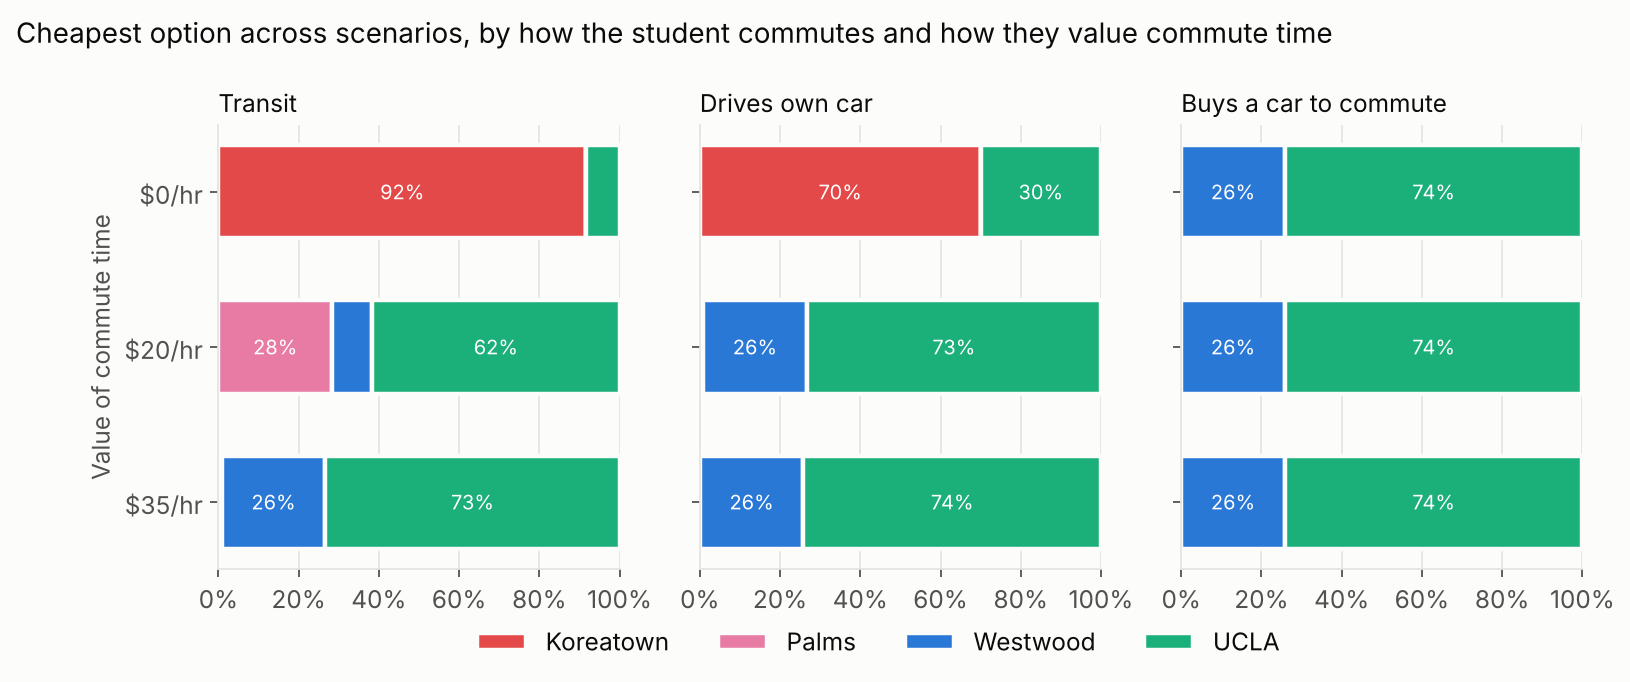 Cheapest option across scenarios, by how the student commutes and how they value commute time
Transit
Drives own car
Buys a car to commute
Value of commute time
$0/hr
92%
70%
30%
26%
74%
$20/hr
28%
62%
26%
73%
26%
74%
$35/hr
26%
73%
26%
74%
26%
74%
0% 20% 40% 60% 80% 100%
0% 20% 40% 60% 80% 100%
0% 20% 40% 60% 80% 100%
Koreatown
Palms
Westwood
UCLA